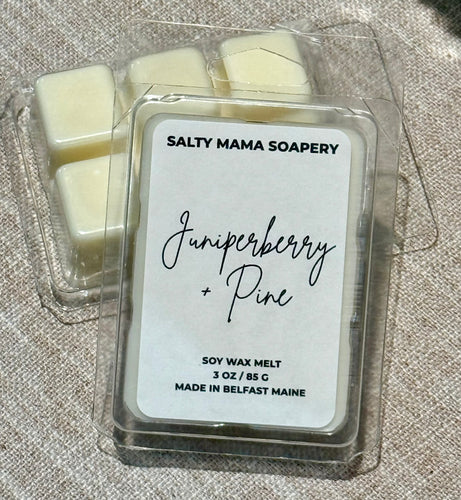 SALTY MAMA SOAPERY
Juniperberry
+ Pine
SOY WAX MELT
3 OZ / 85 G
MADE IN BELFAST MAINE